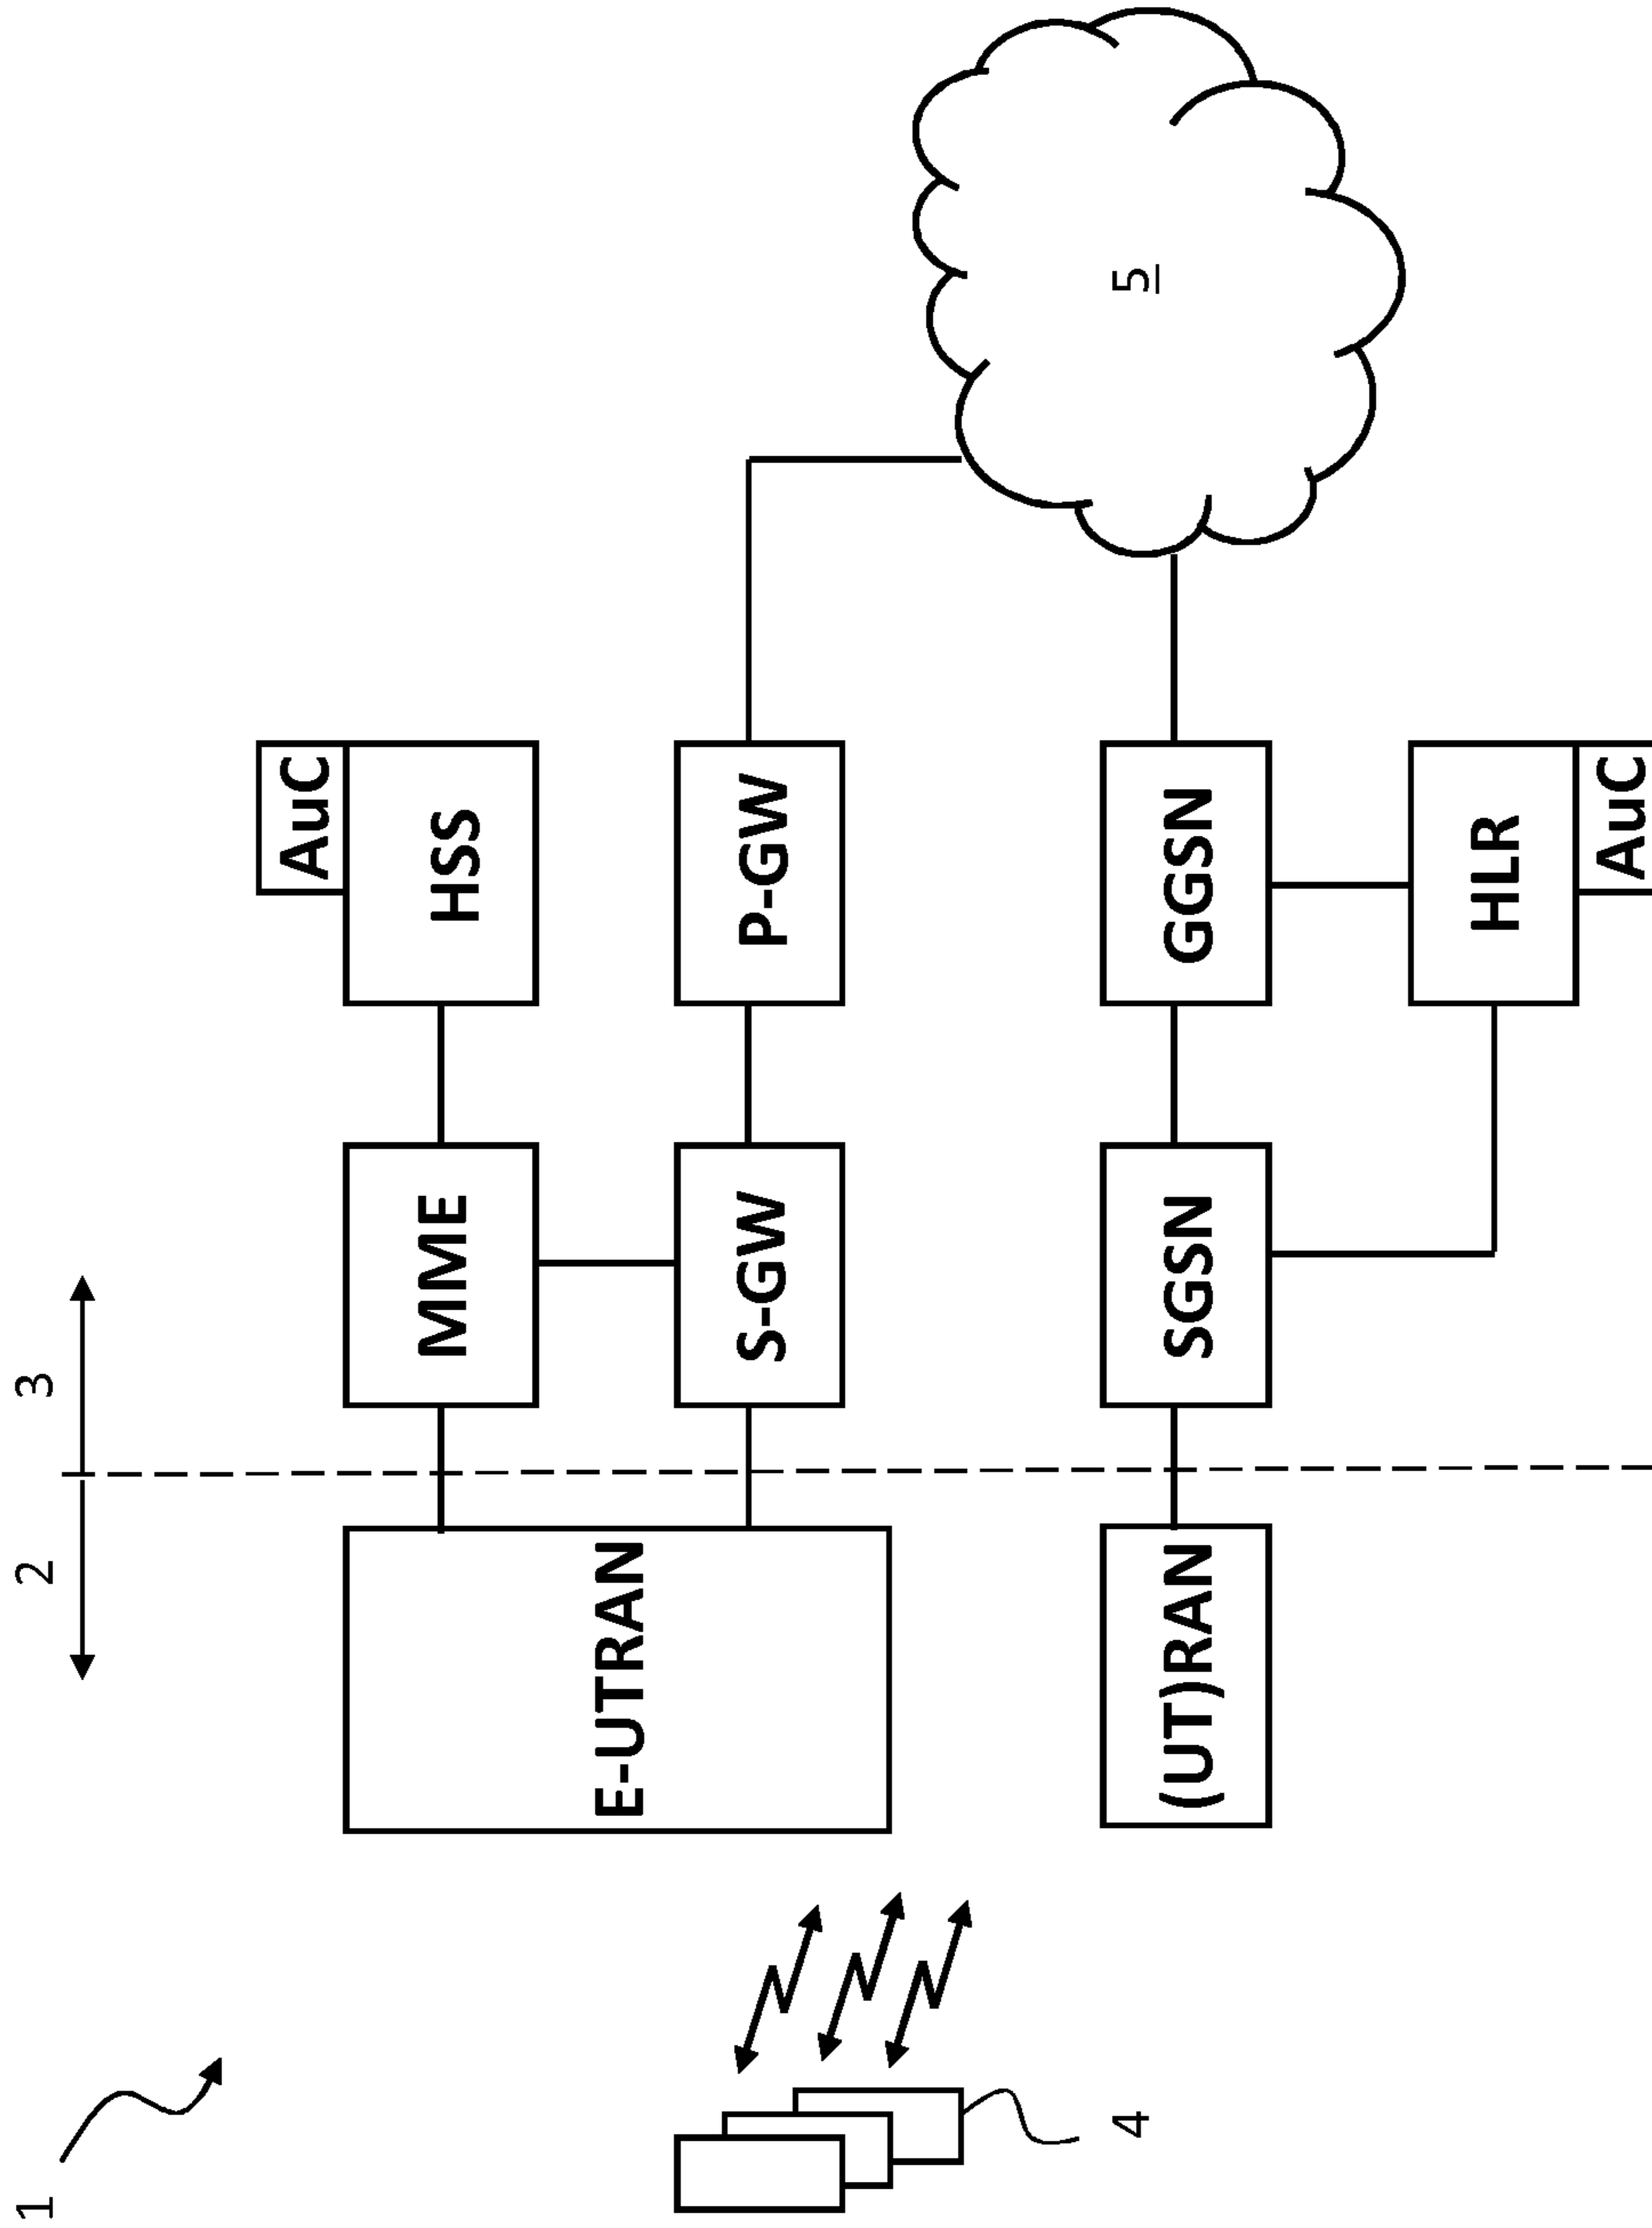 1
2
3
AuC
MME
HSS
E-UTRAN
S-GW
P-GW
4
5
(UT)RAN
SGSN
GGSN
HLR
AuC